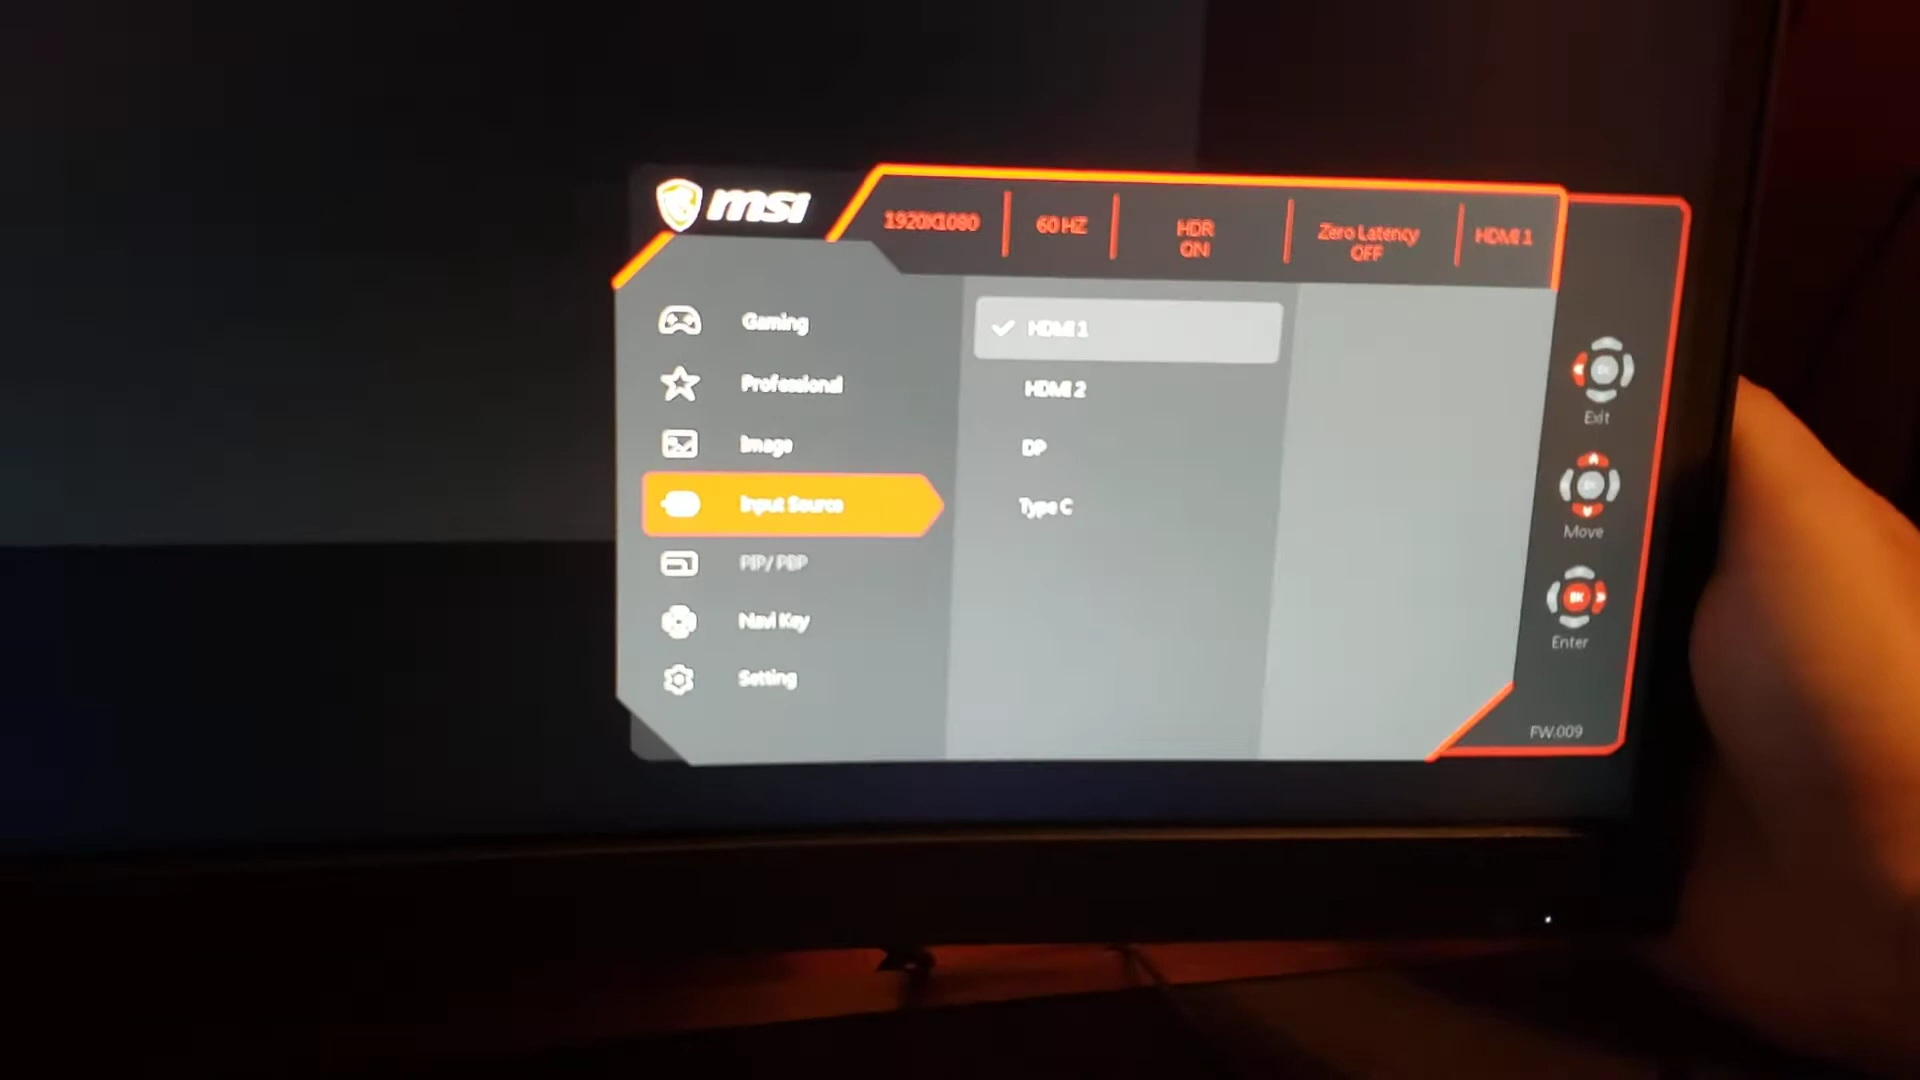 msi
1920X1080
60 HZ
HDR
ON
Zero Latency
OFF
HDMI 1
Gaming
Professional
Image
Input Source
PIP/ PBP
Navi Key
Setting
HDMI 1
HDMI 2
DP
Type C
Exit
Move
OK
Enter
FW.009